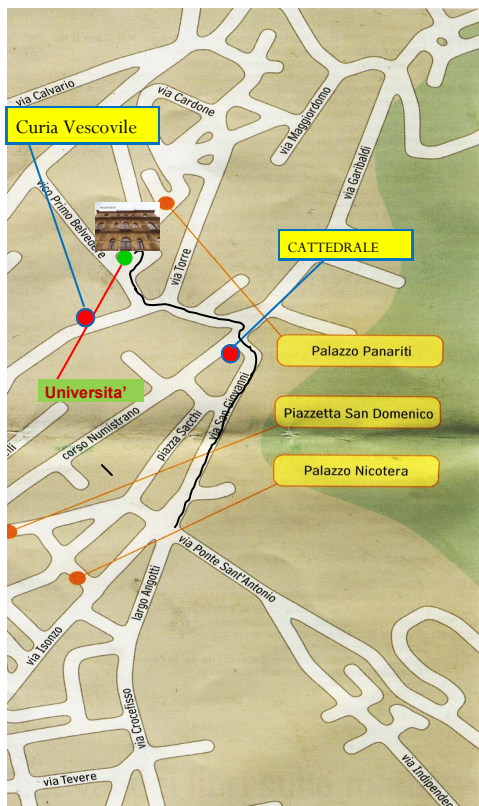 via Calvario
via Cardone
via Maggiordomo
Curia Vescovile
via Garibaldi
vico Primo Belvedere
via Torre
CATTEDRALE
Palazzo Panariti
Universita’
via San Giovanni
Piazzetta San Domenico
piazza Sacchi
corso Numistrano
Palazzo Nicotera
via Ponte Sant'Antonio
largo Angotti
via Isonzo
via Crocefisso
via Indipenden
via Tevere